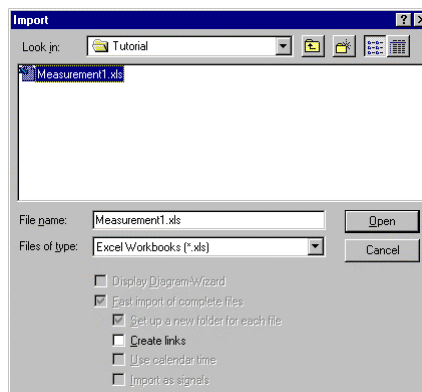 Import
Look in: Tutorial
Measurement1.xls
File name: Measurement1.xls Open
Files of type: Excel Workbooks (*.xls) Cancel
Display Diagram-Wizard
Fast import of complete files
Set up a new folder for each file
Create links
Use calendar time
Import as signals